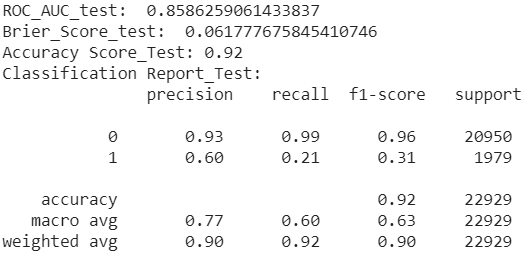 ROC_AUC_test:  0.8586259061433837
Brier_Score_test:  0.061777675845410746
Accuracy Score_Test: 0.92
Classification Report_Test:
              precision    recall  f1-score   support

           0       0.93      0.99      0.96     20950
           1       0.60      0.21      0.31      1979

    accuracy                           0.92     22929
   macro avg       0.77      0.60      0.63     22929
weighted avg       0.90      0.92      0.90     22929